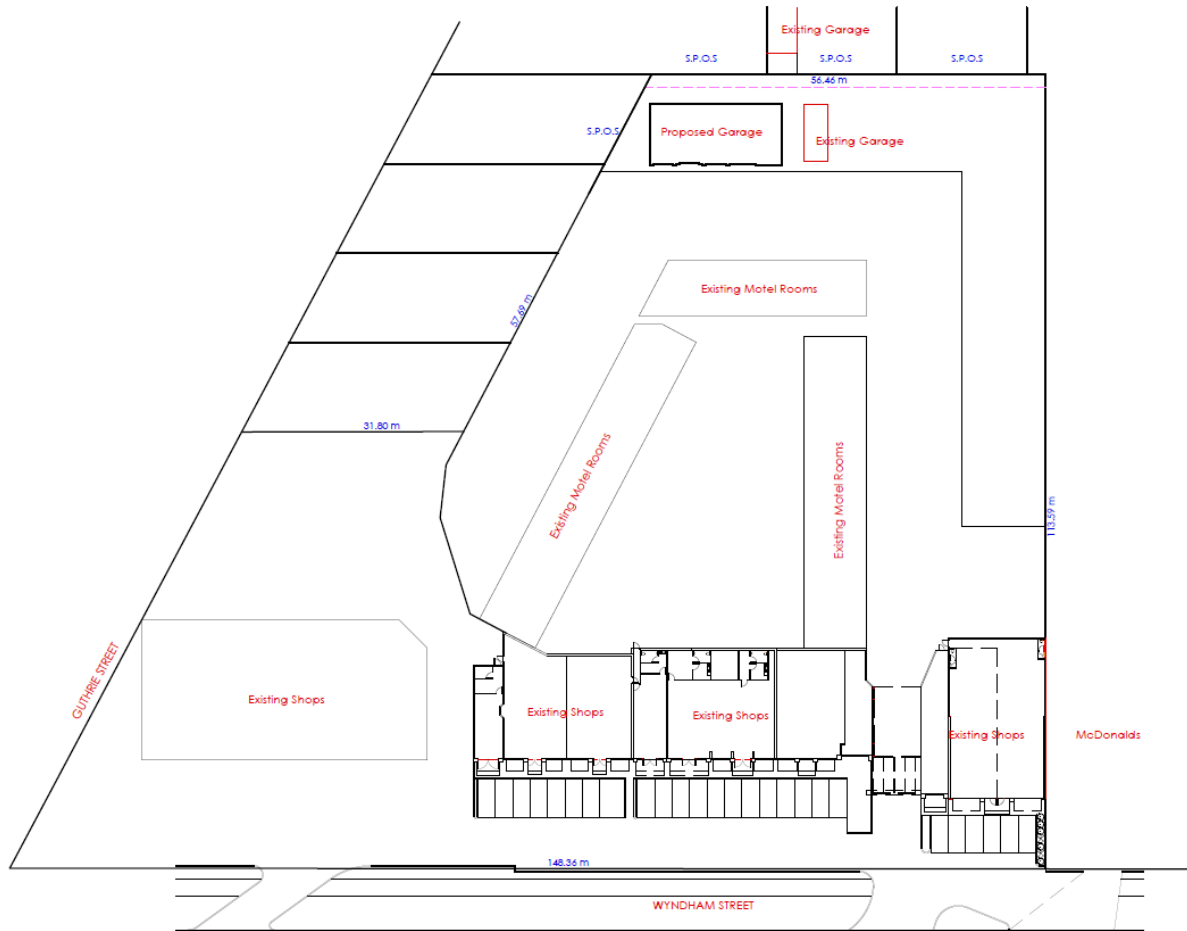 Existing Garage
S.P.O.S
S.P.O.S
S.P.O.S
56.46 m
S.P.O.S
Proposed Garage
Existing Garage
Existing Motel Rooms
57.69 m
31.80 m
Existing Motel Rooms
Existing Motel Rooms
113.59 m
GUTHRIE STREET
Existing Shops
Existing Shops
Existing Shops
Existing Shops
McDonalds
148.36 m
WYNDHAM STREET